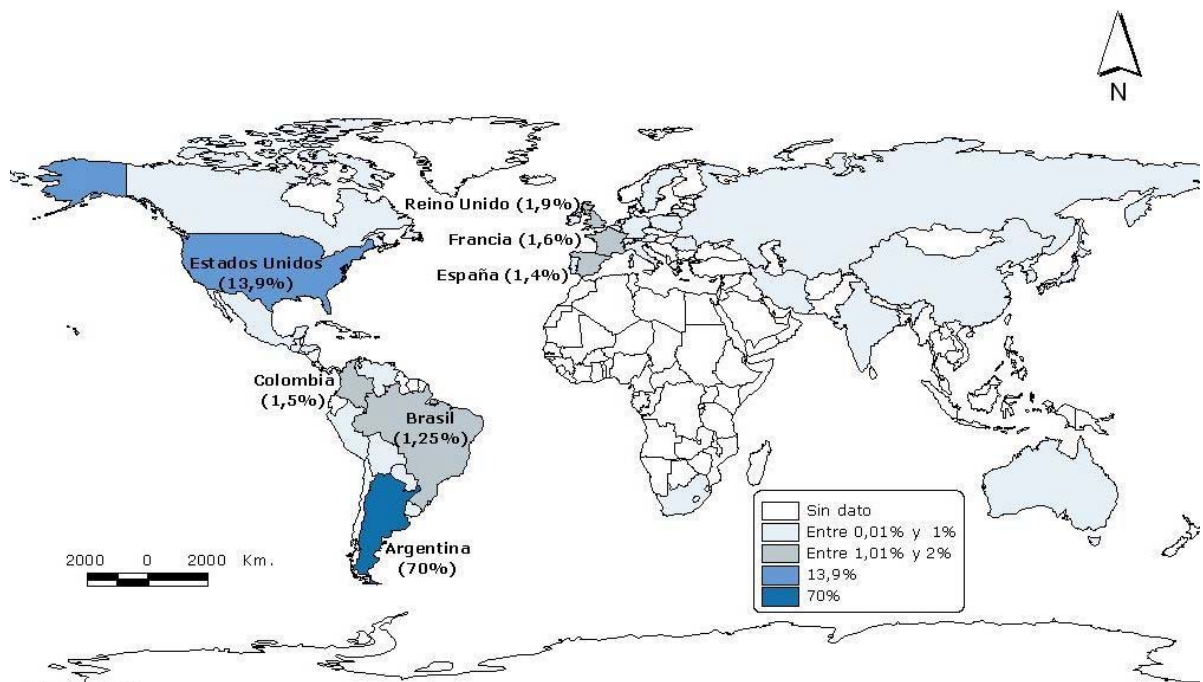 N
Reino Unido (1,9%)
Francia (1,6%)
España (1,4%)
Estados Unidos
(13,9%)
Colombia
(1,5%)
Brasil
(1,25%)
Argentina
(70%)
2000 0 2000 Km.
Sin dato
Entre 0,01% y 1%
Entre 1,01% y 2%
13,9%
70%